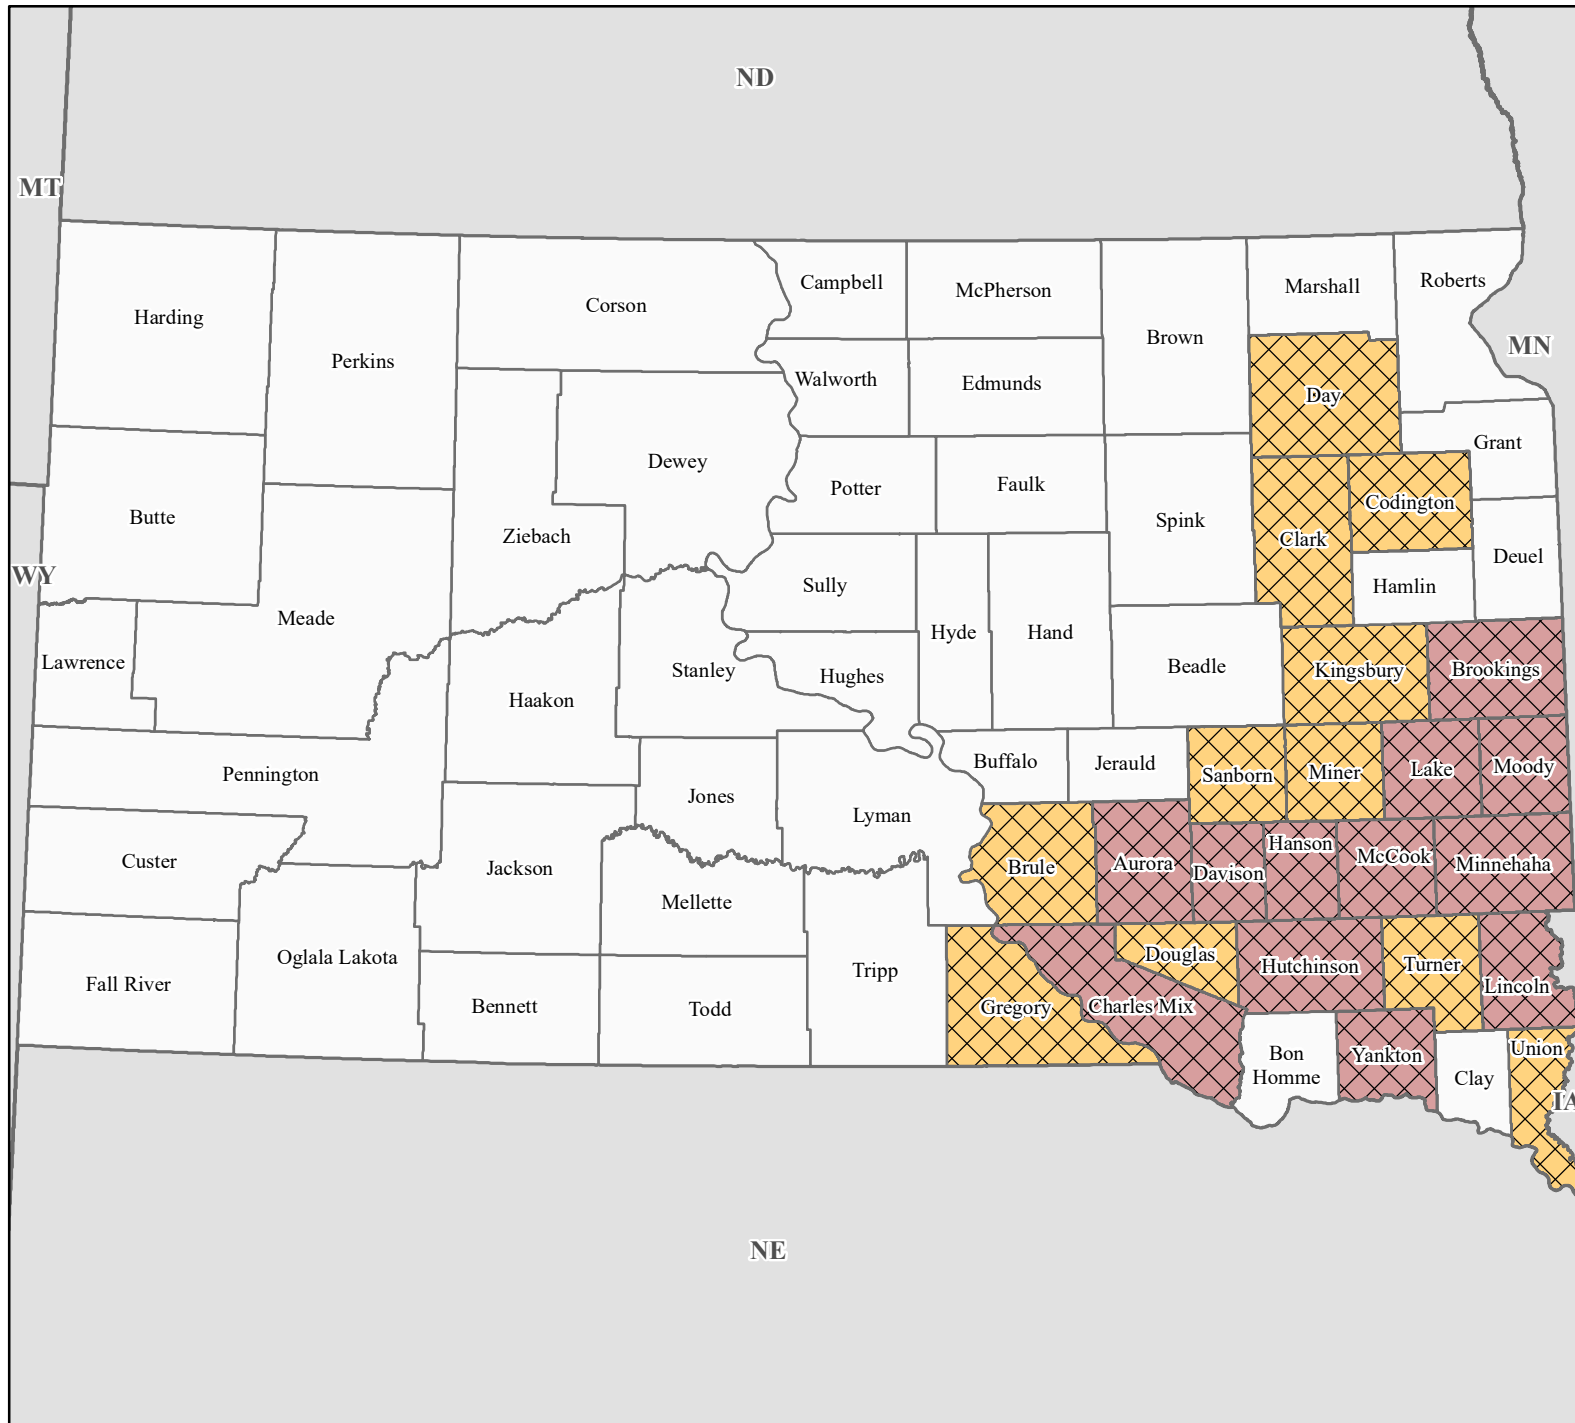 ND
MT
Campbell
Roberts
Marshall
McPherson
Corson
Harding
Brown
MN
Perkins
Walworth
Edmunds
Day
Grant
Dewey
Faulk
Potter
Codington
Butte
Spink
Ziebach
Clark
Deuel
WY
Sully
Hamlin
Meade
Hyde
Hand
Lawrence
Beadle
Stanley
Kingsbury
Brookings
Hughes
Haakon
Buffalo
Jerauld
Moody
Lake
Miner
Sanborn
Pennington
Jones
Lyman
Hanson
McCook
Custer
Aurora
Minnehaha
Brule
Jackson
Davison
Mellette
Douglas
Oglala Lakota
Turner
Hutchinson
Tripp
Fall River
Lincoln
Bennett
Charles Mix
Gregory
Todd
Union
Bon
Homme
Yankton
Clay
IA
NE